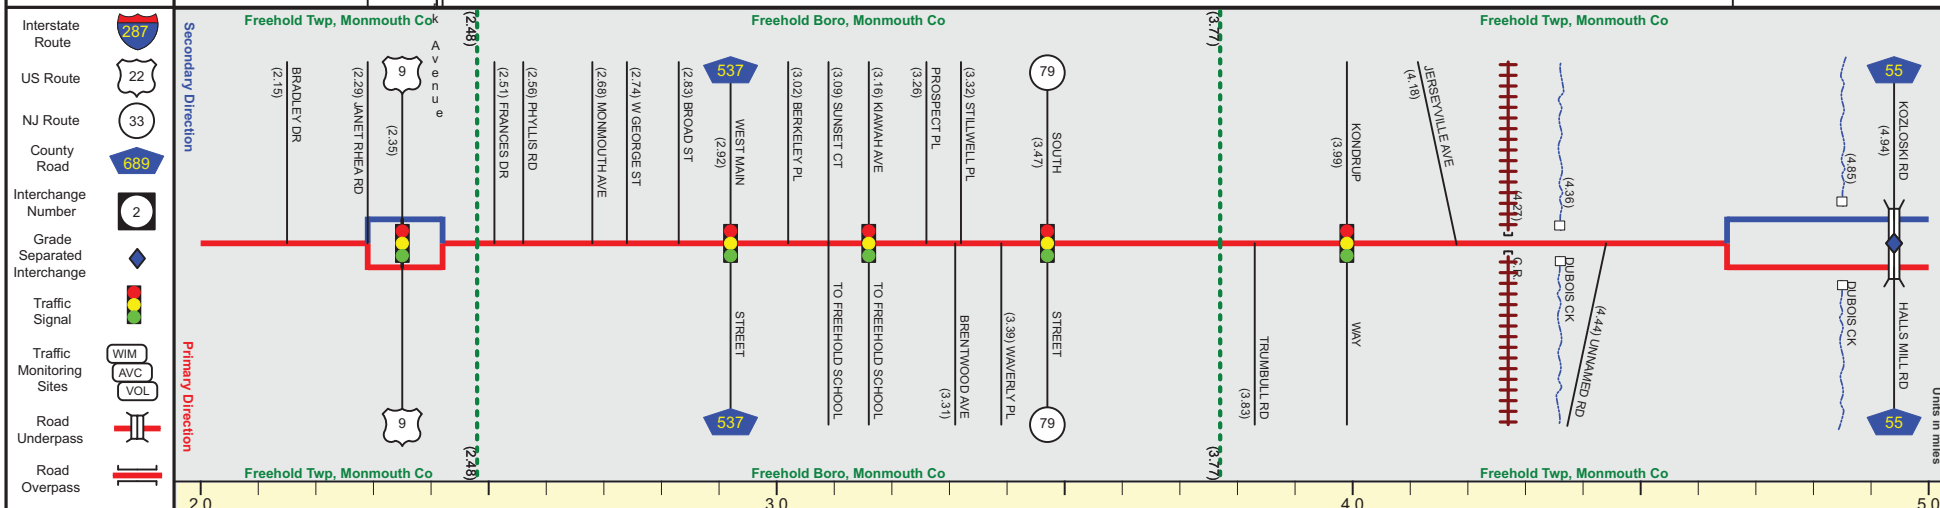 Interstate
Route
287
US Route
22
NJ Route
33
County
Road
689
Interchange
Number
2
Grade
Separated
Interchange
Traffic
Signal
Traffic
Monitoring
Sites
WIM
AVC
VOL
Road
Underpass
Road
Overpass
Secondary Direction
Primary Direction
Freehold Twp, Monmouth Co
k Avenue
(2.48)
Freehold Boro, Monmouth Co
(3.77)
Freehold Twp, Monmouth Co
BRADLEY DR
(2.15)
(2.29) JANET RHEA RD
9
(2.35)
(2.51) FRANCES DR
(2.56) PHYLLIS RD
(2.68) MONMOUTH AVE
(2.74) W GEORGE ST
(2.83) BROAD ST
537
WEST MAIN
(2.92)
(3.02) BERKELEY PL
(3.09) SUNSET CT
(3.16) KIAWAH AVE
PROSPECT PL
(3.26)
(3.32) STILLWELL PL
79
SOUTH
(3.47)
KONDRUP
(3.99)
JERSEYVILLE AVE
(4.18)
(4.27)
(4.36)
(4.85)
55
KOZLOSKI RD
(4.94)
9
STREET
537
TO FREEHOLD SCHOOL
TO FREEHOLD SCHOOL
BRENTWOOD AVE
(3.31)
(3.39) WAVERLY PL
STREET
79
TRUMBULL RD
(3.83)
WAY
C.R.
DUBOIS CK
(4.44) UNNAMED RD
DUBOIS CK
HALLS MILL RD
55
Units in miles
Freehold Twp, Monmouth Co
(2.48)
Freehold Boro, Monmouth Co
(3.77)
Freehold Twp, Monmouth Co
2.0
3.0
4.0
5.0